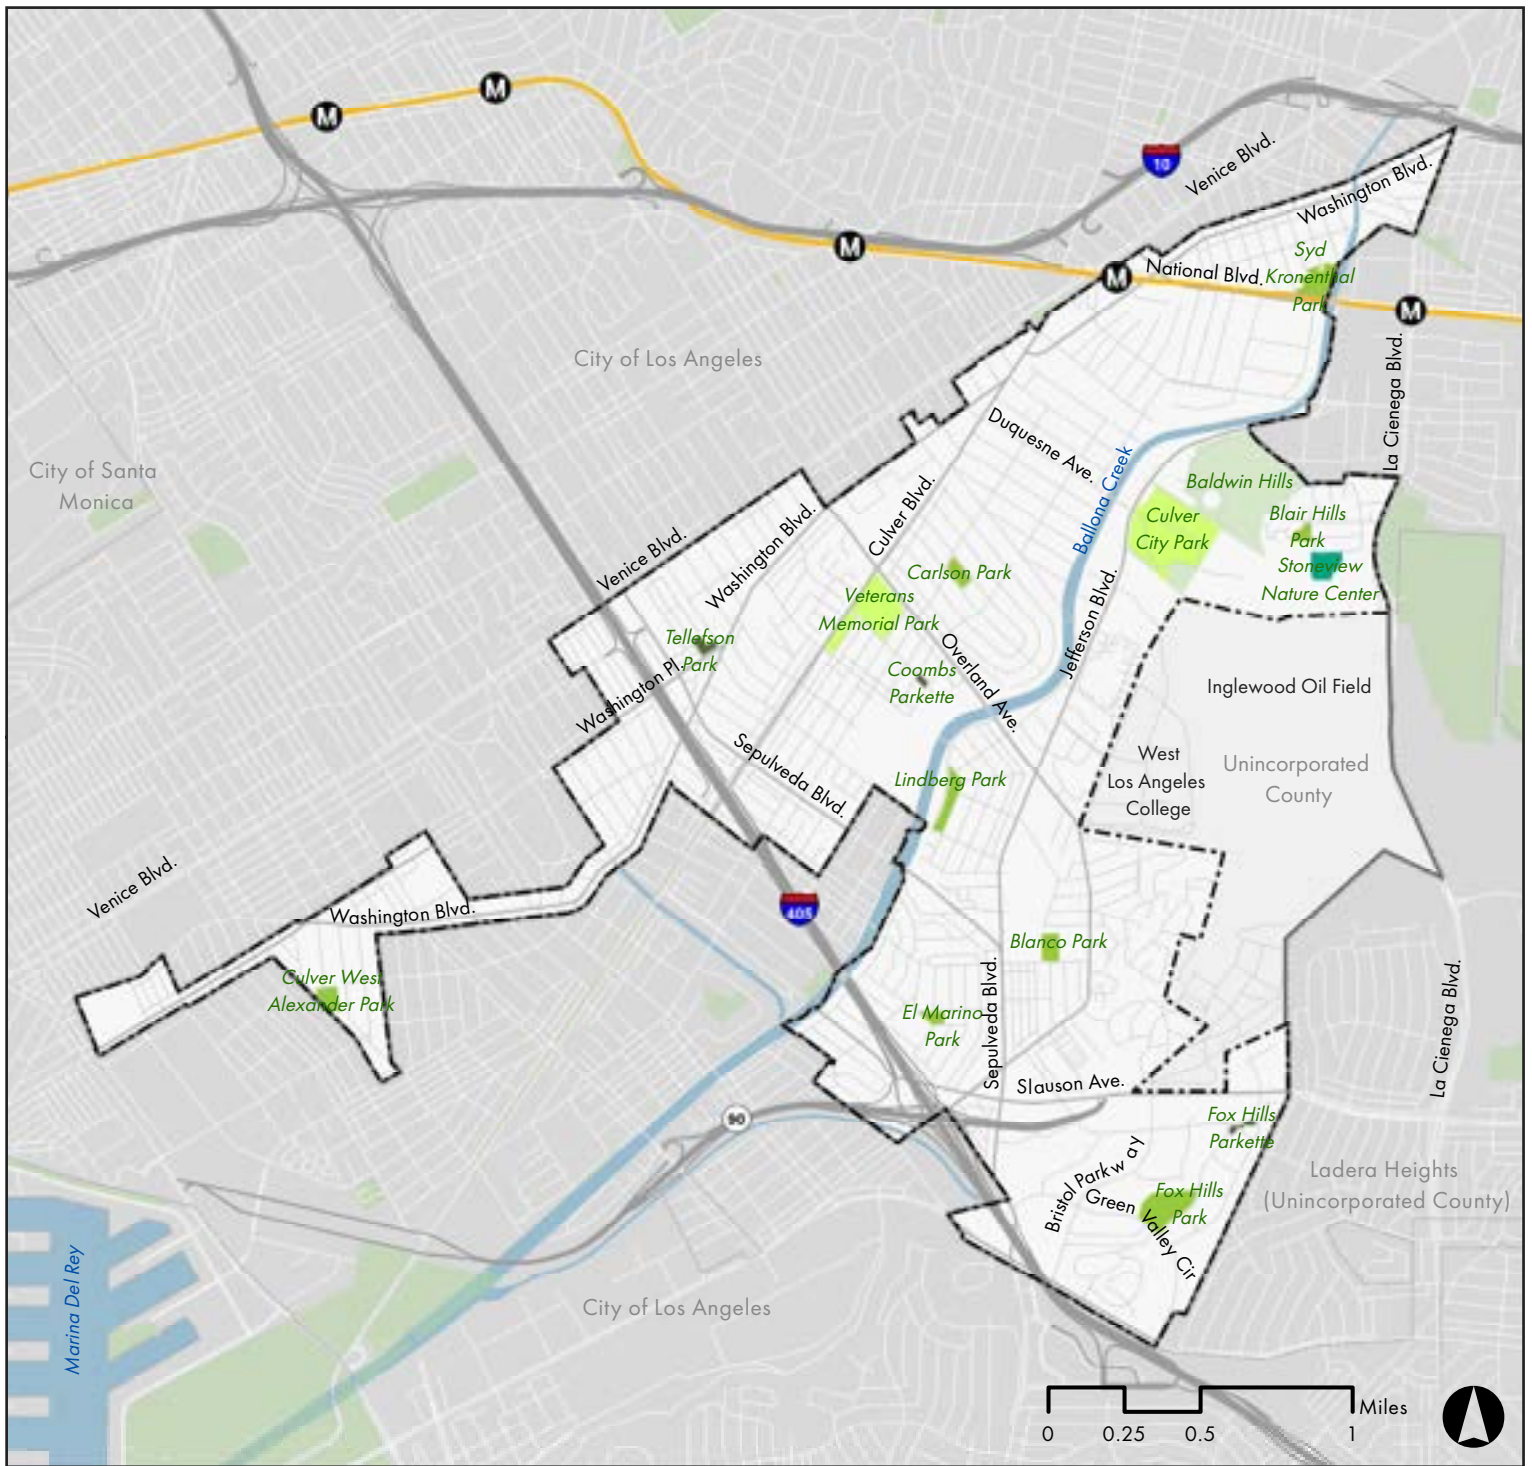 M
M
10
Venice Blvd.
Washington Blvd.
M
M
National Blvd.
Syd
Kronenthal
Park
M
City of Los Angeles
La Cienega Blvd.
City of Santa
Monica
Duquesne Ave.
Ballona Creek
Baldwin Hills
Culver
City Park
Blair Hills
Park
Stoneview
Nature Center
Venice Blvd.
Washington Blvd.
Culver Blvd.
Carlson Park
Veterans
Memorial Park
Jefferson Blvd.
Tellefson
Park
Washington Pl.
Coombs
Parkette
Overland Ave.
Inglewood Oil Field
West
Los Angeles
College
Unincorporated
County
Sepulveda Blvd.
Lindberg Park
Venice Blvd.
Washington Blvd.
405
Culver West
Alexander Park
Blanco Park
El Marino
Park
Sepulveda Blvd.
La Cienega Blvd.
Slauson Ave.
90
Fox Hills
Parkette
Bristol Parkway
Green Valley Cir
Fox Hills
Park
Ladera Heights
(Unincorporated County)
Marina Del Rey
City of Los Angeles
Miles
0 0.25 0.5 1